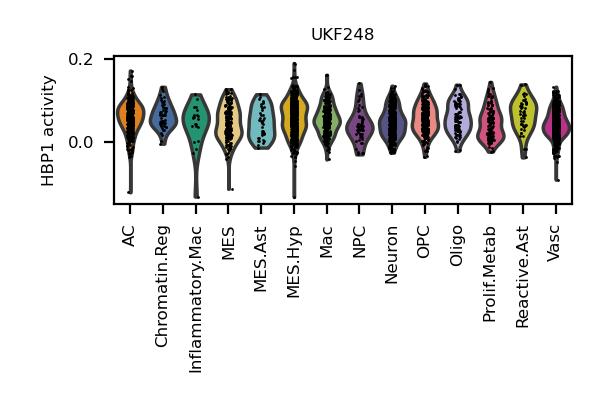 UKF248
HBP1 activity
0.2
0.0
AC
Chromatin.Reg
Inflammatory.Mac
MES
MES.Ast
MES.Hyp
Mac
NPC
Neuron
OPC
Oligo
Prolif.Metab
Reactive.Ast
Vasc